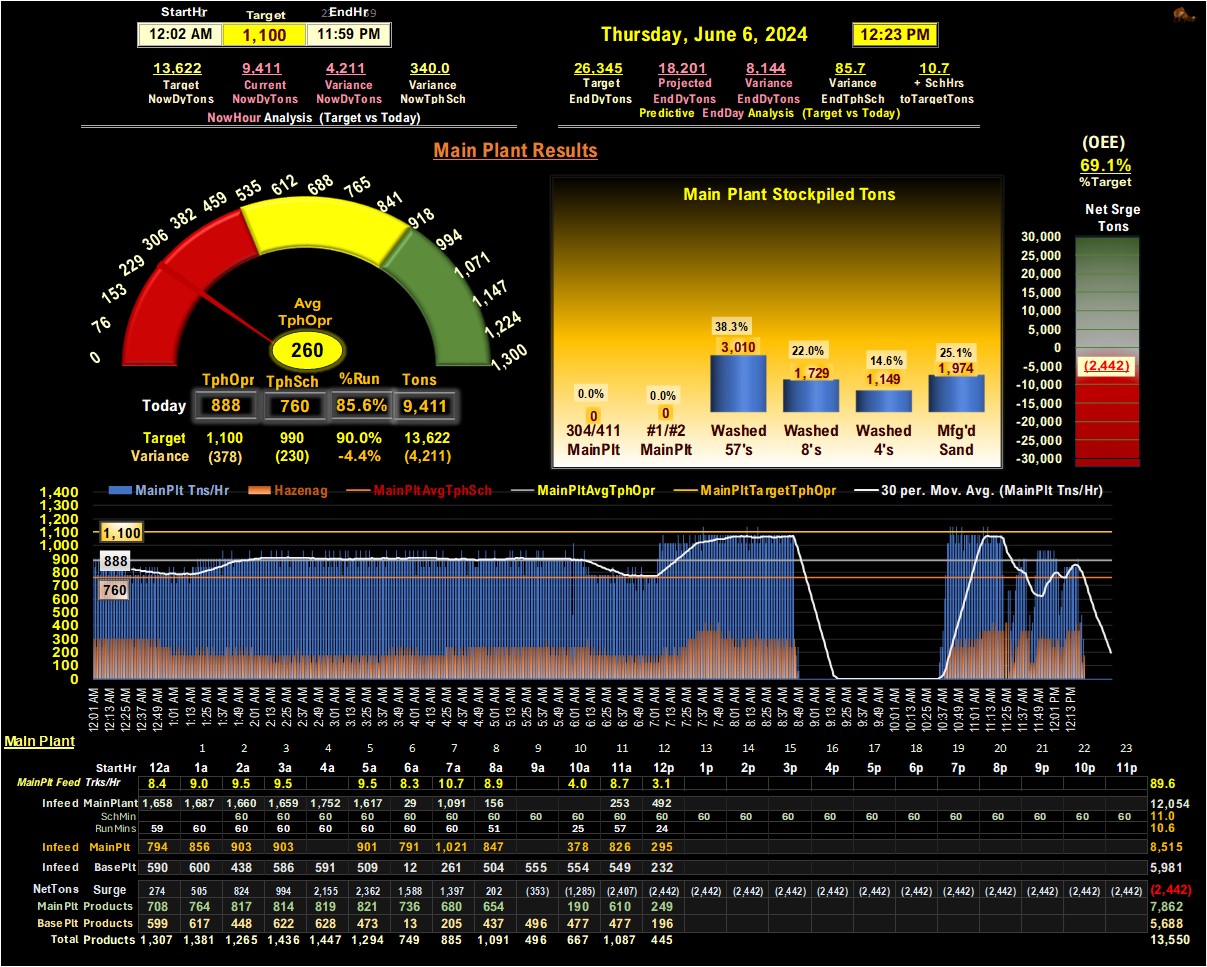 StartHr Target EndHr
12:02 AM 1,100 11:59 PM
Thursday, June 6, 2024 12:23 PM
13,622 9,411 4,211 340.0
Target Current Variance Variance
NowDyTons NowDyTons NowDyTons NowTphSch
NowHour Analysis (Target vs Today)
26,345 18,201 8,144 85.7 10.7
Target Projected Variance Variance + SchHrs
EndDyTons EndDyTons EndDyTons EndTphSch toTargetTons
Predictive EndDay Analysis (Target vs Today)
Main Plant Results
(OEE)
69.1%
%Target
0 76 153 229 306 382 459 535 612 688 765 841 918 994 1,071 1,147 1,224 1,300
Avg
TphOpr
260
TphOpr TphSch %Run Tons
Today 888 760 85.6% 9,411
Target 1,100 990 90.0% 13,622
Variance (378) (230) -4.4% (4,211)
Main Plant Stockpiled Tons
0.0% 0.0% 38.3% 22.0% 14.6% 25.1%
0 0 3,010 1,729 1,149 1,974
304/411 #1/#2 Washed Washed Washed Mfg'd
MainPlt MainPlt 57's 8's 4's Sand
Net Srge
Tons
30,000
25,000
20,000
15,000
10,000
5,000
0
-5,000
(2,442)
-10,000
-15,000
-20,000
-25,000
-30,000
MainPlt Tns/Hr Hazenag MainPltAvgTphSch MainPltAvgTphOpr MainPltTargetTphOpr 30 per. Mov. Avg. (MainPlt Tns/Hr)
1,400
1,300
1,200
1,100
1,000
900
800
700
600
500
400
300
200
100
0
1,100
888
760
12:01 AM 12:13 AM 12:25 AM 12:37 AM 12:49 AM 1:01 AM 1:25 AM 1:37 AM 1:49 AM 2:01 AM 2:13 AM 2:25 AM 2:37 AM 2:49 AM 3:01 AM 3:13 AM 3:25 AM 3:37 AM 3:49 AM 4:01 AM 4:13 AM 4:25 AM 4:37 AM 4:49 AM 5:01 AM 5:13 AM 5:25 AM 5:37 AM 5:49 AM 6:01 AM 6:13 AM 6:25 AM 6:37 AM 6:49 AM 7:01 AM 7:13 AM 7:25 AM 7:37 AM 7:49 AM 8:01 AM 8:13 AM 8:25 AM 8:37 AM 8:49 AM 9:01 AM 9:13 AM 9:25 AM 9:37 AM 9:49 AM 10:01 AM 10:13 AM 10:29 AM 10:41 AM 10:49 AM 11:01 AM 11:13 AM 11:25 AM 11:37 AM 11:49 AM 12:01 PM 12:13 PM
Main Plant
1 2 3 4 5 6 7 8 9 10 11 12 13 14 15 16 17 18 19 20 21 22 23
StartHr 12a 1a 2a 3a 4a 5a 6a 7a 8a 9a 10a 11a 12p 1p 2p 3p 4p 5p 6p 7p 8p 9p 10p 11p
MainPlt Feed Trks/Hr 8.4 9.0 9.5 9.5 9.5 8.3 10.7 8.9 4.0 8.7 3.1 89.6
Infeed MainPlant 1,658 1,687 1,660 1,659 1,752 1,617 29 1,091 156 253 492 12,054
SchMin 60 60 60 60 60 60 60 60 60 60 60 60 60 60 60 60 60 60 60 60 60 60 11.0
RunMins 59 60 60 60 60 60 60 60 51 25 57 24 10.6
Infeed MainPlt 794 856 903 903 901 791 1,021 847 378 826 295 8,515
Infeed BasePlt 590 600 438 586 591 509 12 261 504 555 554 549 232 5,981
NetTons Surge 274 505 824 994 2,155 2,362 1,588 1,397 202 (353) (1,285) (2,407) (2,442) (2,442) (2,442) (2,442) (2,442) (2,442) (2,442) (2,442) (2,442) (2,442) (2,442) (2,442) (2,442)
MainPlt Products 708 764 817 814 819 821 736 680 654 190 610 249 7,862
BasePlt Products 599 617 448 622 628 473 13 205 437 496 477 477 196 5,688
Total Products 1,307 1,381 1,265 1,436 1,447 1,294 749 885 1,091 496 667 1,087 445 13,550